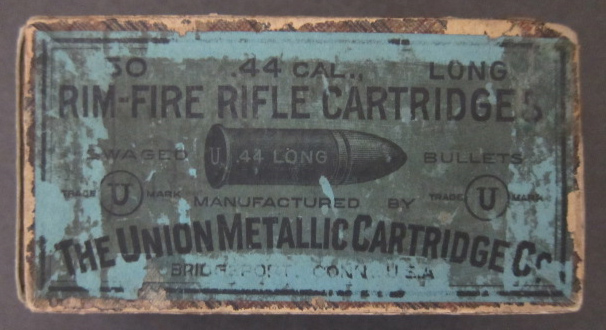 50 .44 CAL., LONG
RIM-FIRE RIFLE CARTRIDGES
SWAGED BULLETS
U. .44 LONG
TRADE U MARK TRADE U MARK
MANUFACTURED BY
THE UNION METALLIC CARTRIDGE CO.
BRIDGEPORT, CONN., U.S.A.